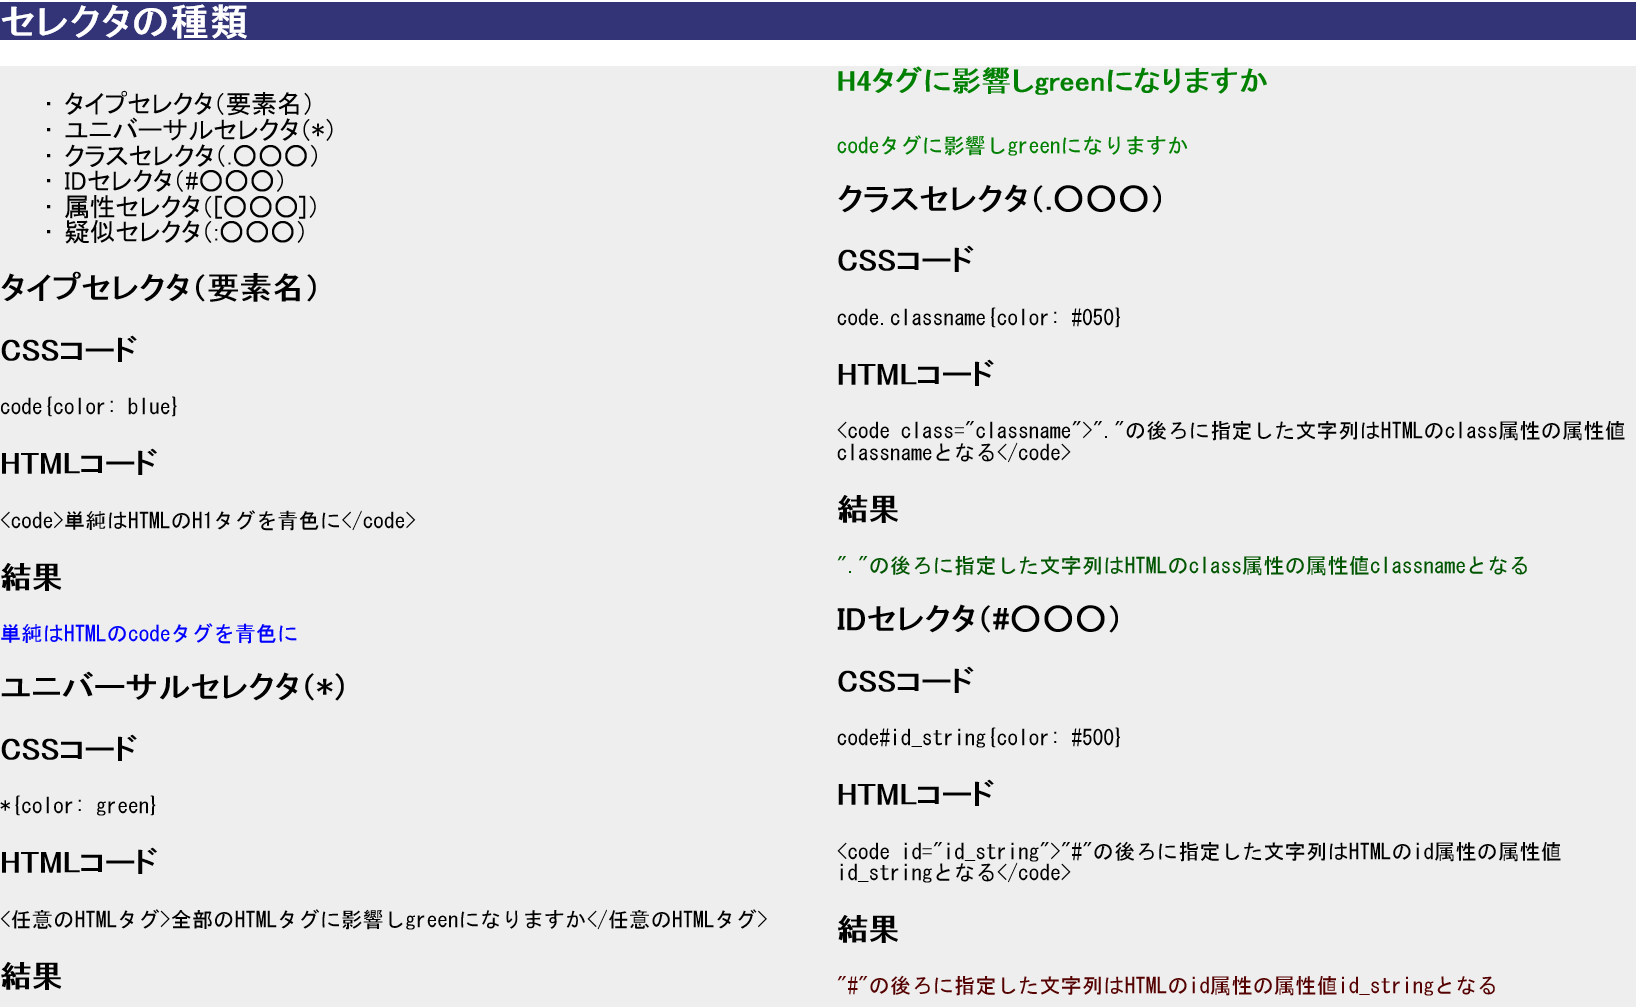 セレクタの種類
・ タイプセレクタ(要素名)
・ ユニバーサルセレクタ(*)
・ クラスセレクタ(.〇〇〇)
・ IDセレクタ(#〇〇〇)
・ 属性セレクタ([〇〇〇])
・ 疑似セレクタ(:〇〇〇)
タイプセレクタ(要素名)
CSSコード
code{color: blue}
HTMLコード
<code>単純はHTMLのH1タグを青色に</code>
結果
単純はHTMLのcodeタグを青色に
ユニバーサルセレクタ(*)
CSSコード
*{color: green}
HTMLコード
<任意のHTMLタグ>全部のHTMLタグに影響しgreenになりますか</任意のHTMLタグ>
結果
H4タグに影響しgreenになりますか
codeタグに影響しgreenになりますか
クラスセレクタ(.〇〇〇)
CSSコード
code.classname{color: #050}
HTMLコード
<code class="classname">"."の後ろに指定した文字列はHTMLのclass属性の属性値
classnameとなる</code>
結果
"."の後ろに指定した文字列はHTMLのclass属性の属性値classnameとなる
IDセレクタ(#〇〇〇)
CSSコード
code#id_string{color: #500}
HTMLコード
<code id="id_string">"#"の後ろに指定した文字列はHTMLのid属性の属性値
id_stringとなる</code>
結果
"#"の後ろに指定した文字列はHTMLのid属性の属性値id_stringとなる